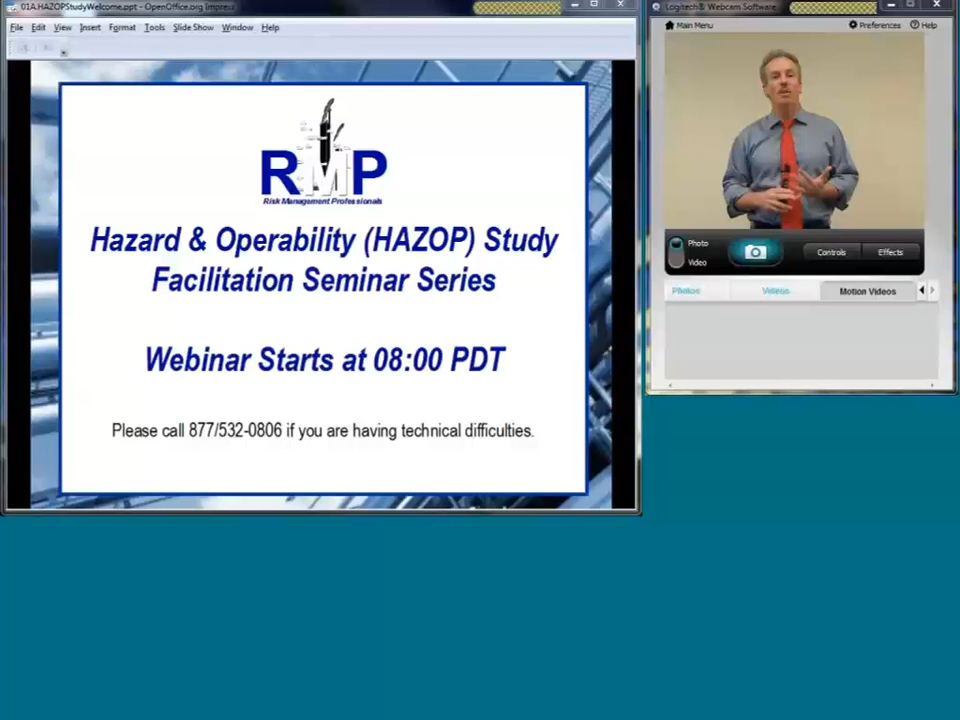 01A.HAZOPStudyWelcome.ppt - OpenOffice.org Impress
File Edit View Insert Format Tools Slide Show Window Help
RMP
Risk Management Professionals
Hazard & Operability (HAZOP) Study
Facilitation Seminar Series
Webinar Starts at 08:00 PDT
Please call 877/532-0806 if you are having technical difficulties.
Logitech® Webcam Software
Main Menu Preferences Help
Photo
Video
Controls Effects
Photos Videos Motion Videos